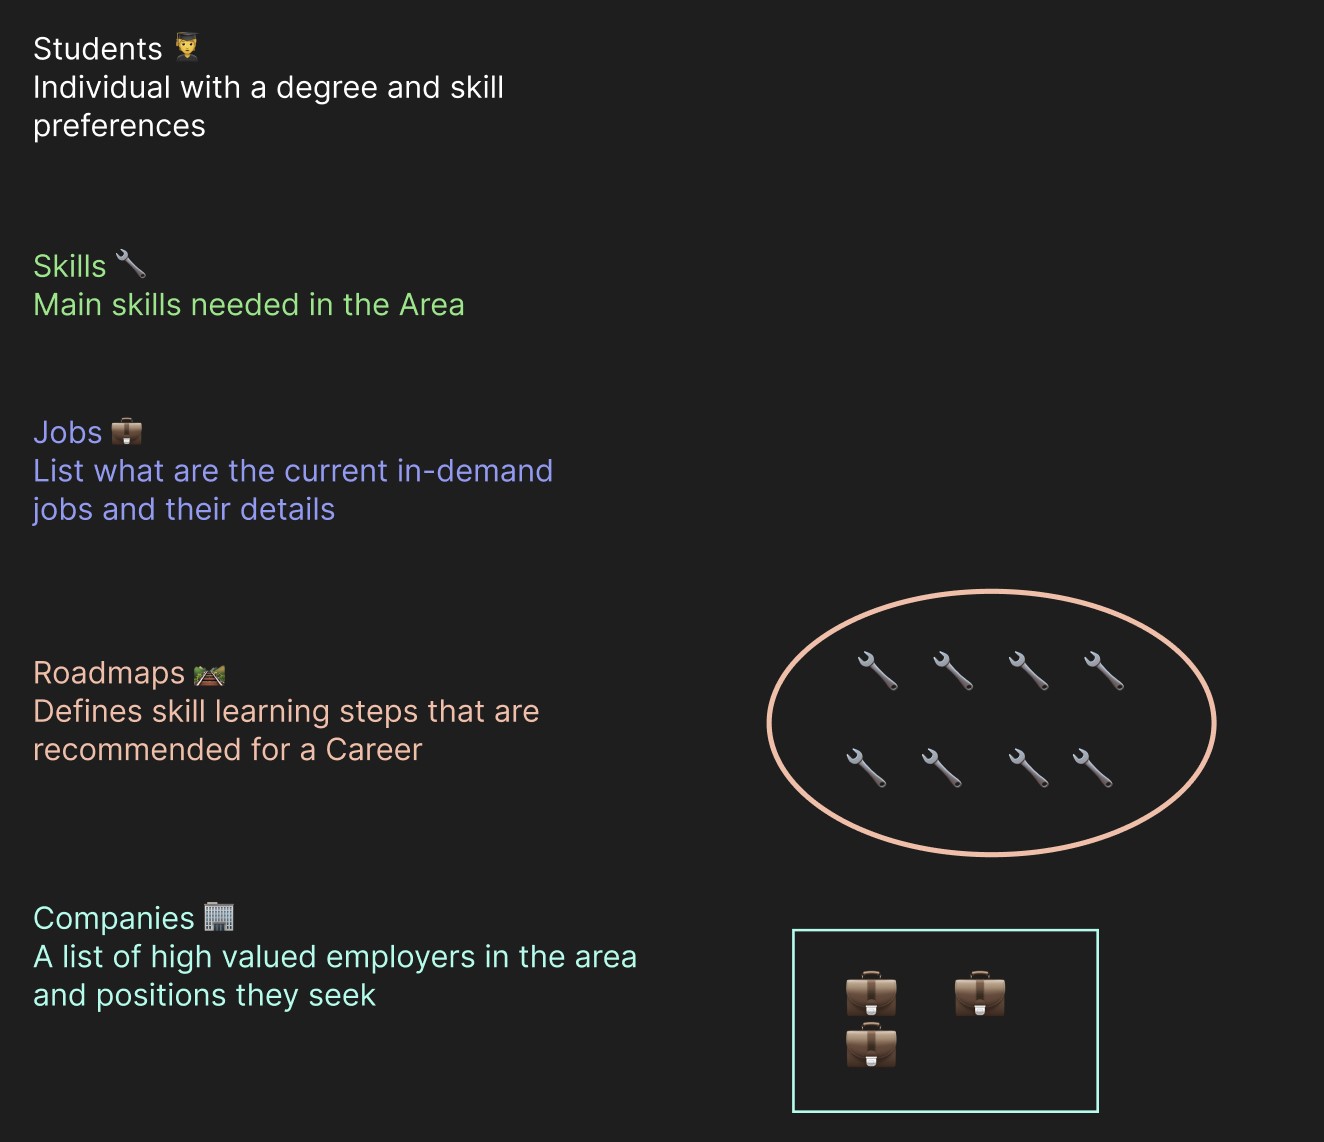 Students 👨‍🎓
Individual with a degree and skill
preferences
Skills 🔧
Main skills needed in the Area
Jobs 💼
List what are the current in-demand
jobs and their details
Roadmaps 🛤️
Defines skill learning steps that are
recommended for a Career
Companies 🏢
A list of high valued employers in the area
and positions they seek